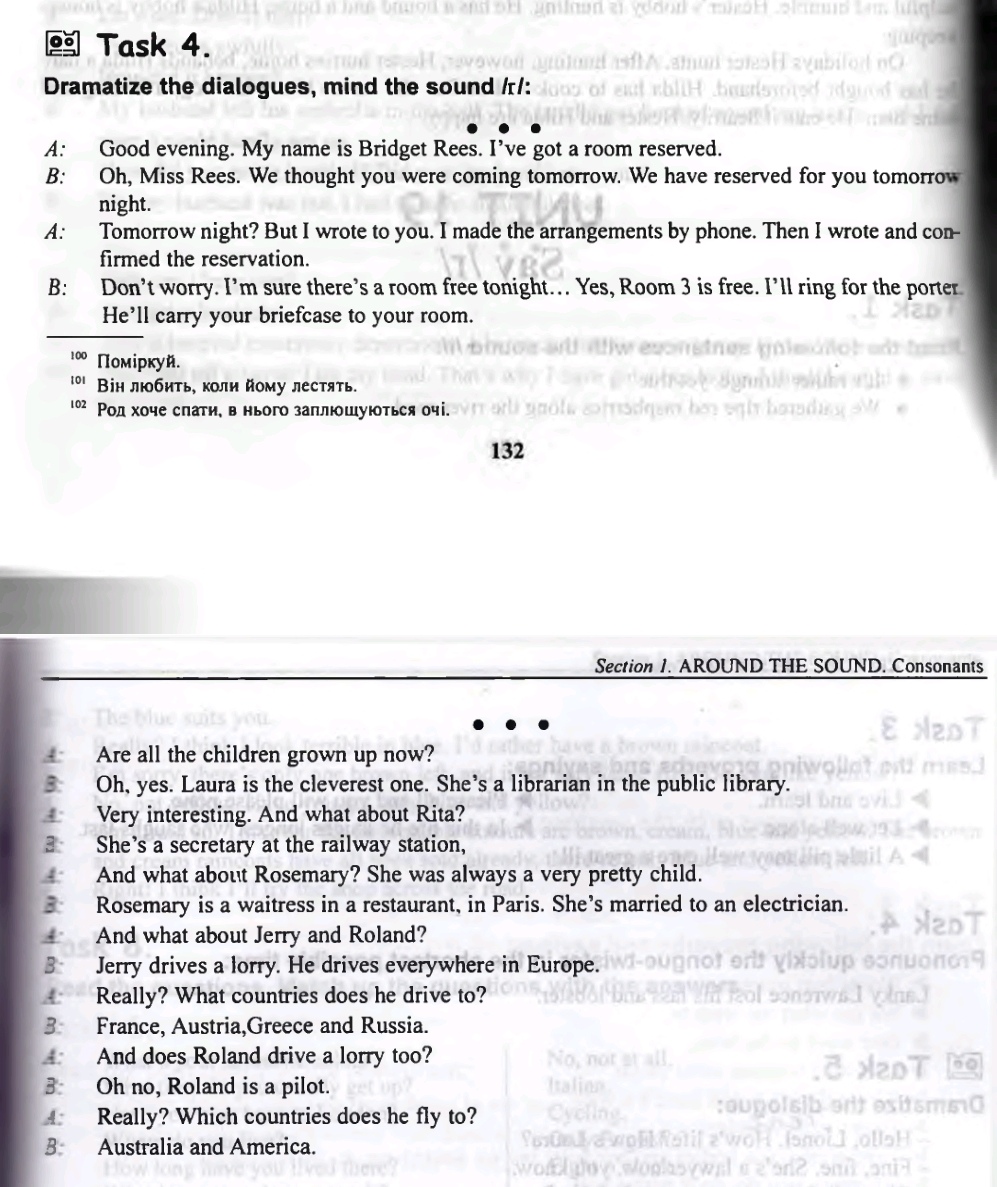 Task 4.
Dramatize the dialogues, mind the sound /r/:
• • •
A: Good evening. My name is Bridget Rees. I've got a room reserved.
B: Oh, Miss Rees. We thought you were coming tomorrow. We have reserved for you tomorrow
night.
A: Tomorrow night? But I wrote to you. I made the arrangements by phone. Then I wrote and con-
firmed the reservation.
B: Don't worry. I'm sure there's a room free tonight... Yes, Room 3 is free. I'll ring for the porter.
He'll carry your briefcase to your room.
100 Поміркуй.
101 Він любить, коли йому лестять.
102 Род хоче спати, в нього заплющуються очі.
132
Section 1. AROUND THE SOUND. Consonants
• • •
A: Are all the children grown up now?
B: Oh, yes. Laura is the cleverest one. She's a librarian in the public library.
A: Very interesting. And what about Rita?
B: She's a secretary at the railway station,
A: And what about Rosemary? She was always a very pretty child.
B: Rosemary is a waitress in a restaurant, in Paris. She's married to an electrician.
A: And what about Jerry and Roland?
B: Jerry drives a lorry. He drives everywhere in Europe.
A: Really? What countries does he drive to?
B: France, Austria,Greece and Russia.
A: And does Roland drive a lorry too?
B: Oh no, Roland is a pilot.
A: Really? Which countries does he fly to?
B: Australia and America.